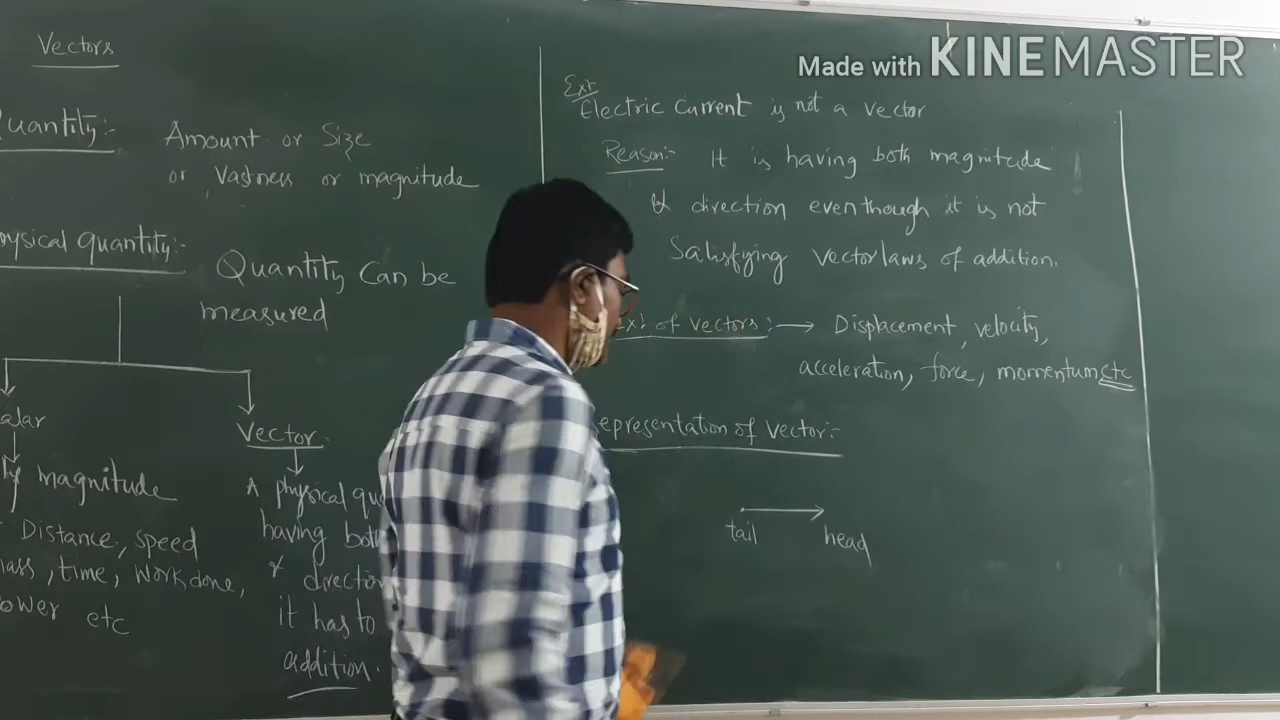 Vectors
Quantity:- Amount or Size
or Vastness or magnitude
Physical quantity:- Quantity Can be
measured
Vector:
magnitude
Distance, speed
time, Workdone,
etc
A physical
having both
& direction
it has to
addition.
Made with KINEMASTER
Ex:-
Electric Current is not a vector
Reason:- It is having both magnitude
& direction eventhough it is not
Satisfying vectorlaws of addition.
Ex: of vectors: → Displacement, velocity,
acceleration, force, momentum etc
Representation of vector:-
tail head